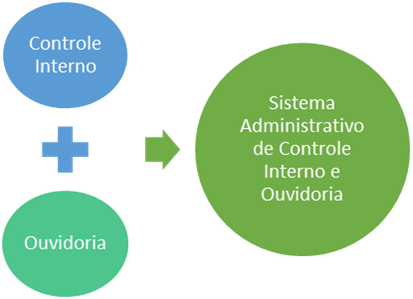 Controle
Interno
Ouvidoria
Sistema
Administrativo
de Controle
Interno e
Ouvidoria